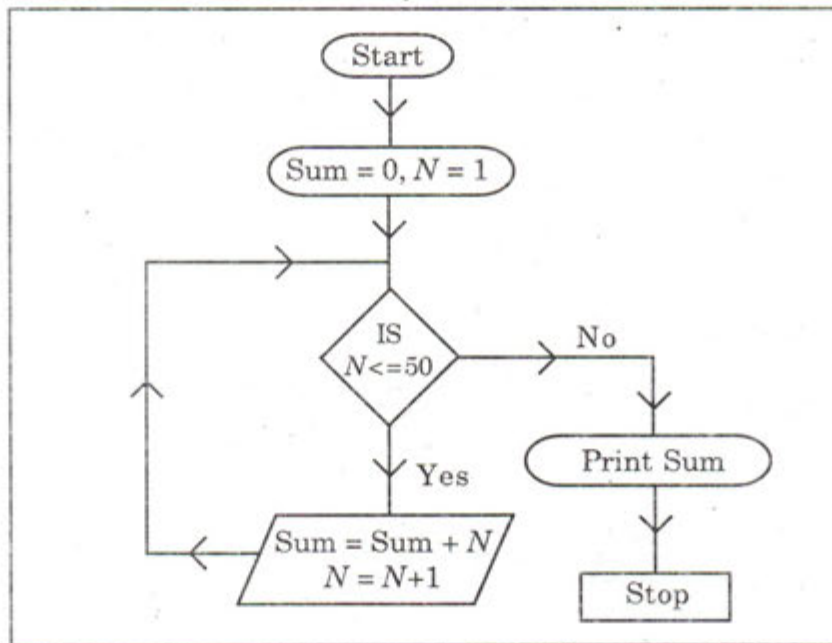 Start
Sum = 0, N = 1
IS
N<=50
No
Yes
Print Sum
Sum = Sum + N
N = N+1
Stop